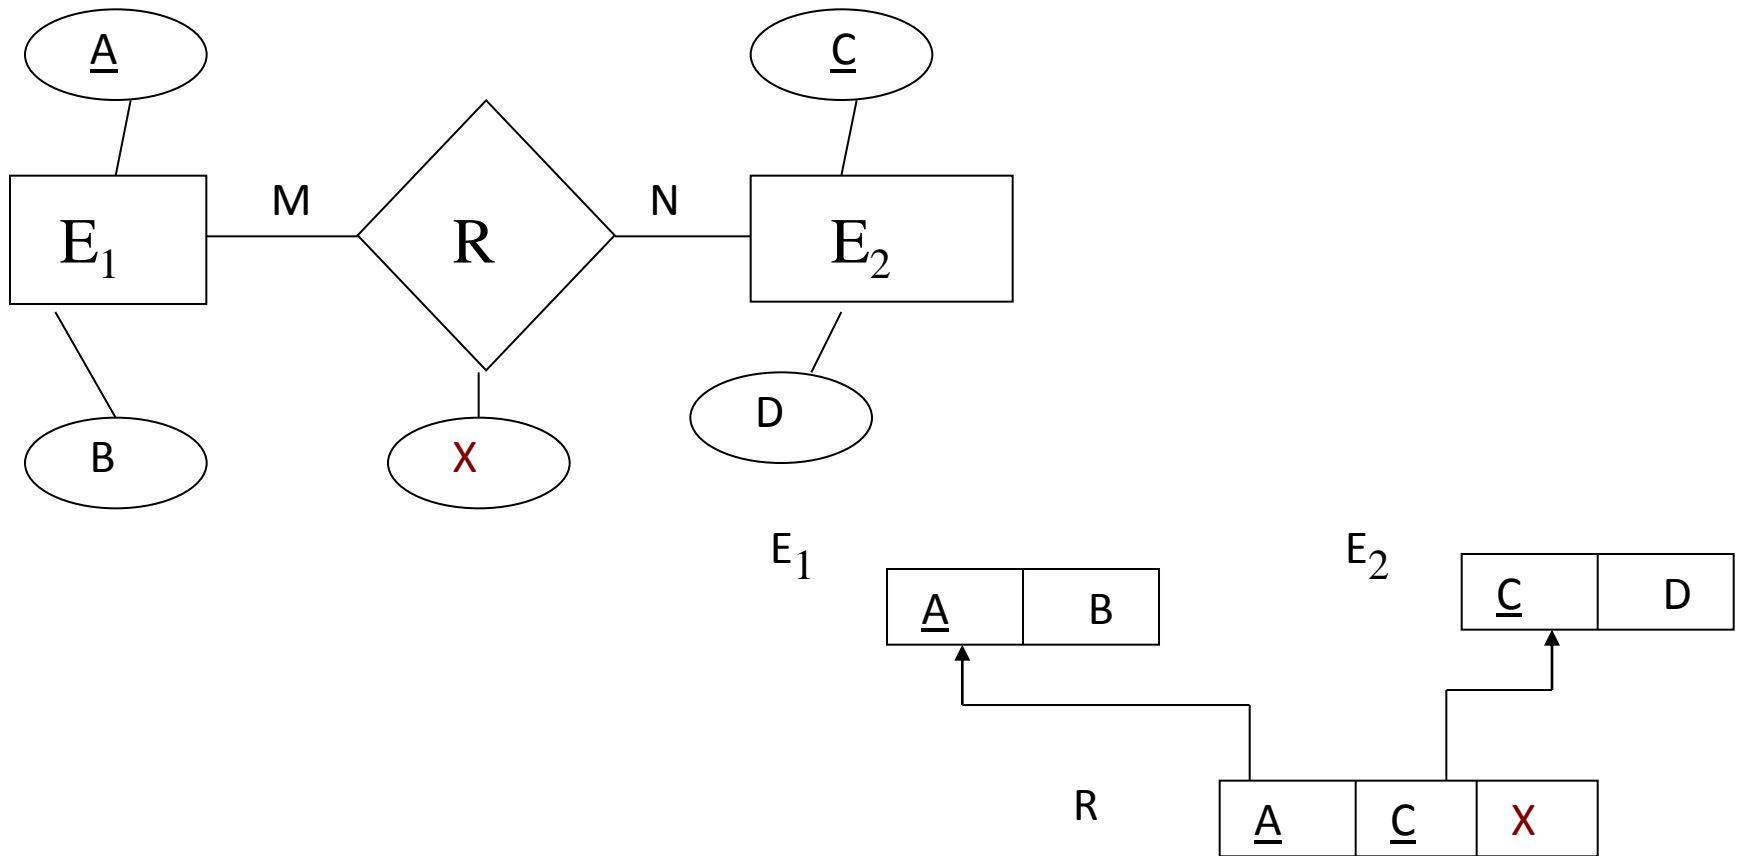 A C
M N
E₁ R E₂
D
B X
E₁ E₂
A B C D
R A C X